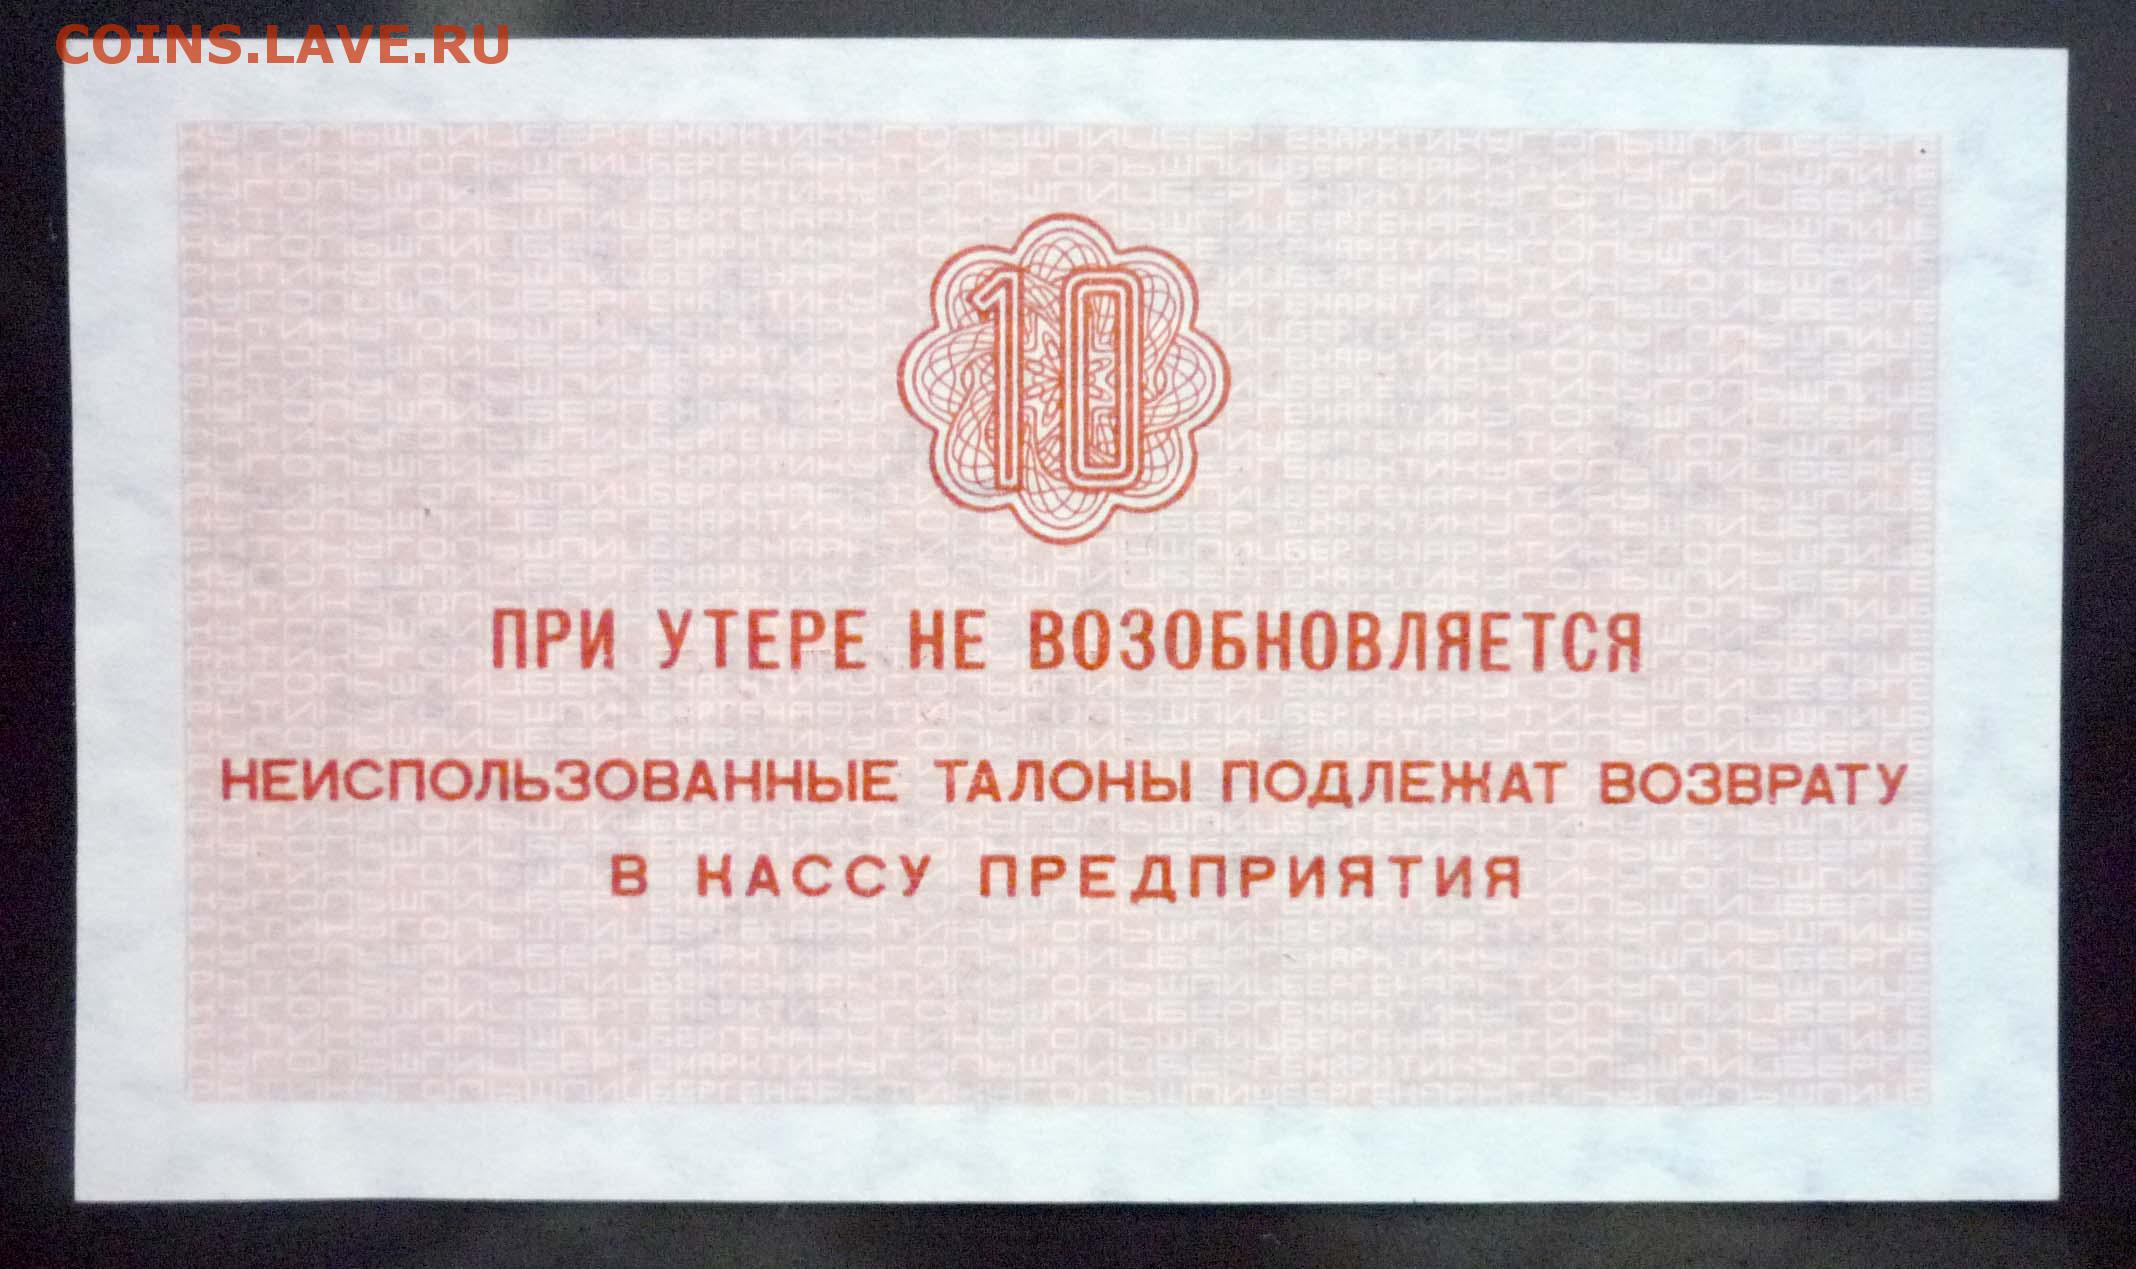 COINS.LAVE.RU
10
ПРИ УТЕРЕ НЕ ВОЗОБНОВЛЯЕТСЯ
НЕИСПОЛЬЗОВАННЫЕ ТАЛОНЫ ПОДЛЕЖАТ ВОЗВРАТУ
В КАССУ ПРЕДПРИЯТИЯ